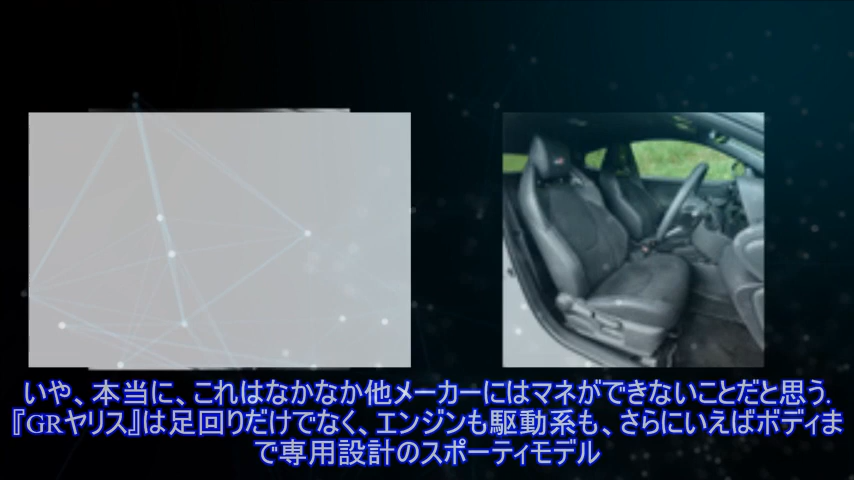 いや、本当に、これはなかなか他メーカーにはマネができないことだと思う.
『GRヤリス』は足回りだけでなく、エンジンも駆動系も、さらにいえばボディま
で専用設計のスポーティモデル